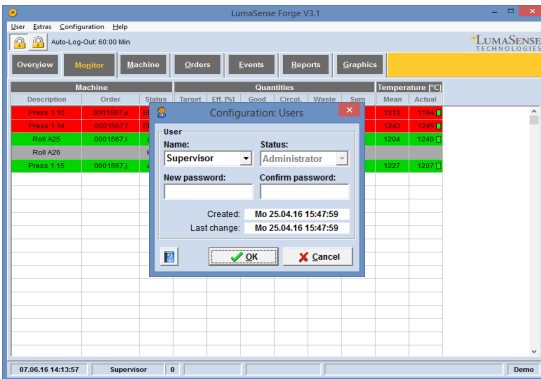 LumaSense Forge V3.1
User Extras Configuration Help
Auto-Log-Out: 60:00 Min
LUMASENSE
TECHNOLOGIES
Overview Monitor Machine Orders Events Reports Graphics
Machine Quantities Temperature [°C]
Description Order Status Target Eff. [%] Good Circul. Waste Sum Mean Actual
Press 1.10 0001567.s 1212 1164
Press 1.14 0001567.f 1243 1245
Roll A25 0001567.i 1204 1240
Roll A26
Press 1.15 0001567.j 1227 1207
Configuration: Users
User
Name: Status:
Supervisor Administrator
New password: Confirm password:
Created: Mo 25.04.16 15:47:59
Last change: Mo 25.04.16 15:47:59
OK Cancel
07.06.16 14:13:57 Supervisor 0 Demo